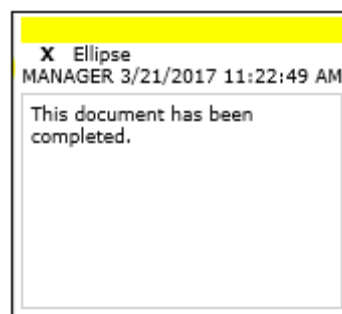 X Ellipse
MANAGER 3/21/2017 11:22:49 AM
This document has been
completed.